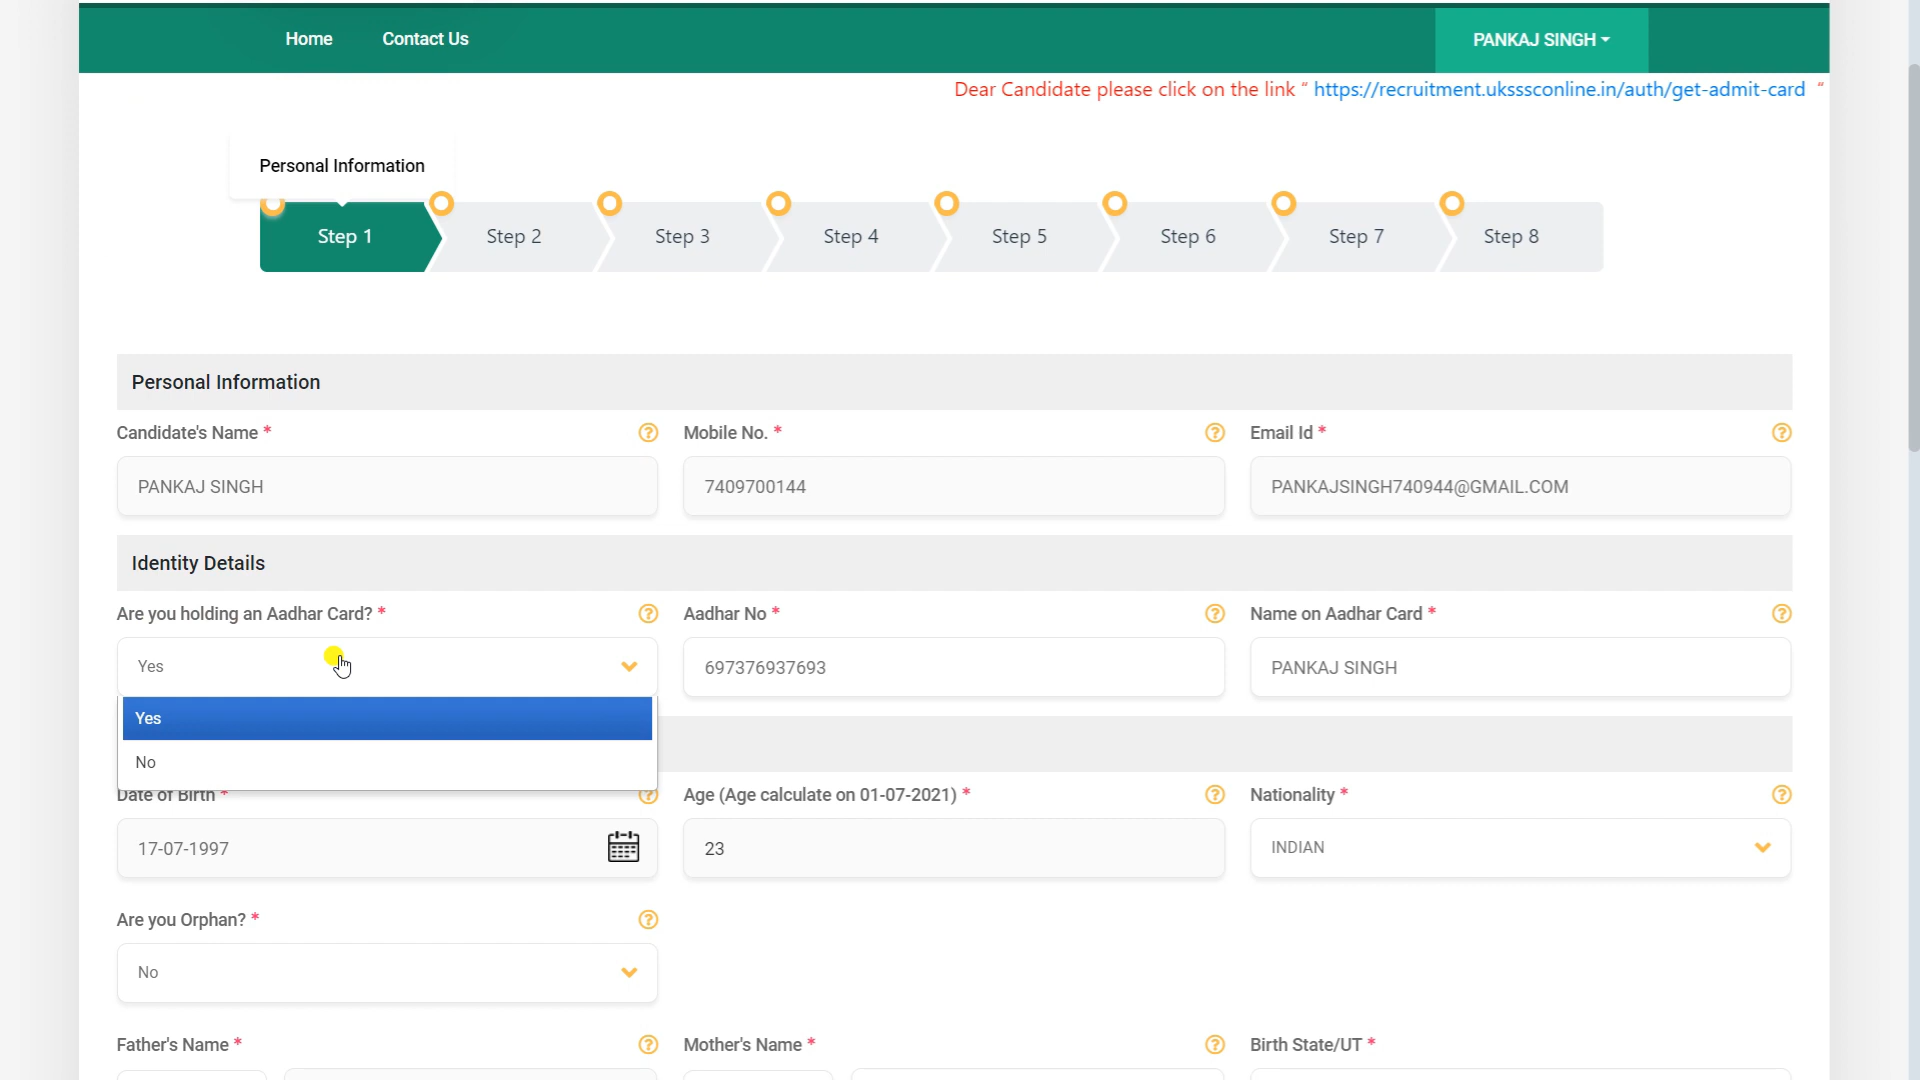 Home Contact Us PANKAJ SINGH
Dear Candidate please click on the link “ https://recruitment.uksssconline.in/auth/get-admit-card “
Personal Information
Step 1 Step 2 Step 3 Step 4 Step 5 Step 6 Step 7 Step 8
Personal Information
Candidate's Name * Mobile No. * Email Id *
PANKAJ SINGH 7409700144 PANKAJSINGH740944@GMAIL.COM
Identity Details
Are you holding an Aadhar Card? * Aadhar No * Name on Aadhar Card *
Yes 697376937693 PANKAJ SINGH
Yes
No
Date of Birth * Age (Age calculate on 01-07-2021) * Nationality *
17-07-1997 23 INDIAN
Are you Orphan? *
No
Father's Name * Mother's Name * Birth State/UT *